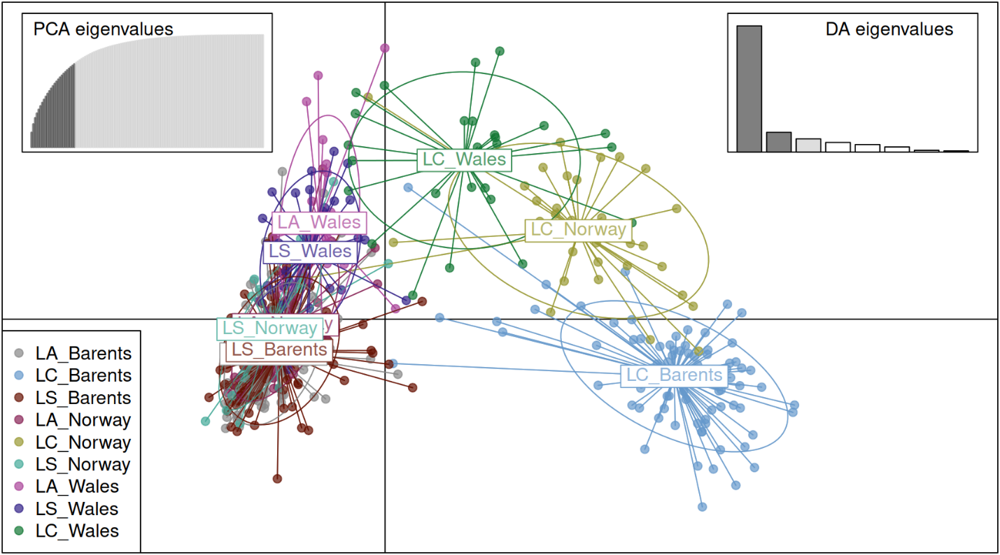 PCA eigenvalues
DA eigenvalues
LC_Wales
LA_Wales
LC_Norway
LS_Wales
LS_Norway
y
LS_Barents
LC_Barents
LA_Barents
LC_Barents
LS_Barents
LA_Norway
LC_Norway
LS_Norway
LA_Wales
LS_Wales
LC_Wales